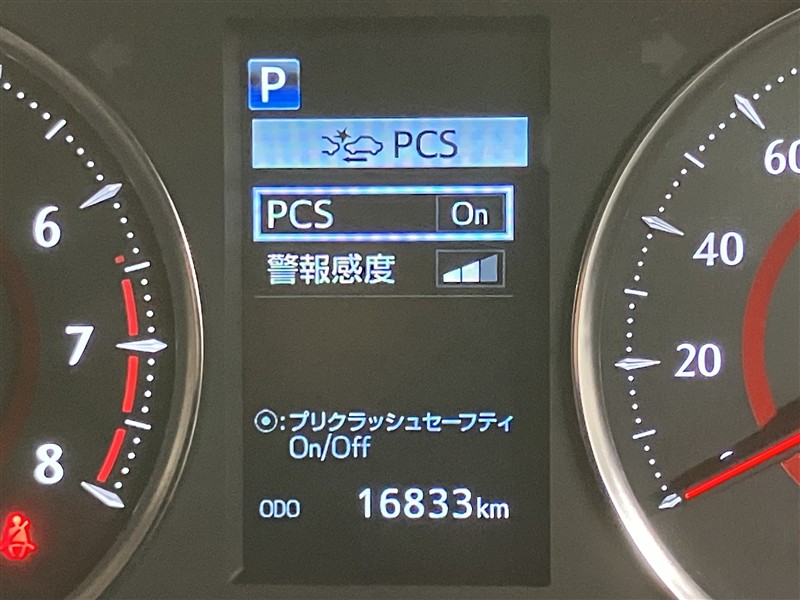 P
PCS
PCS On
警報感度
:プリクラッシュセーフティ
On/Off
ODO 16833km
6
7
8
60
40
20